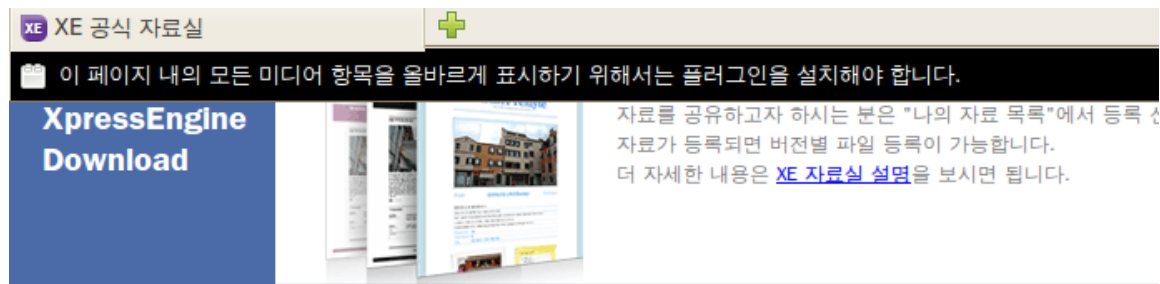 XE XE 공식 자료실
이 페이지 내의 모든 미디어 항목을 올바르게 표시하기 위해서는 플러그인을 설치해야 합니다.
XpressEngine
Download
자료를 공유하고자 하시는 분은 "나의 자료 목록"에서 등록
자료가 등록되면 버전별 파일 등록이 가능합니다.
더 자세한 내용은 XE 자료실 설명을 보시면 됩니다.